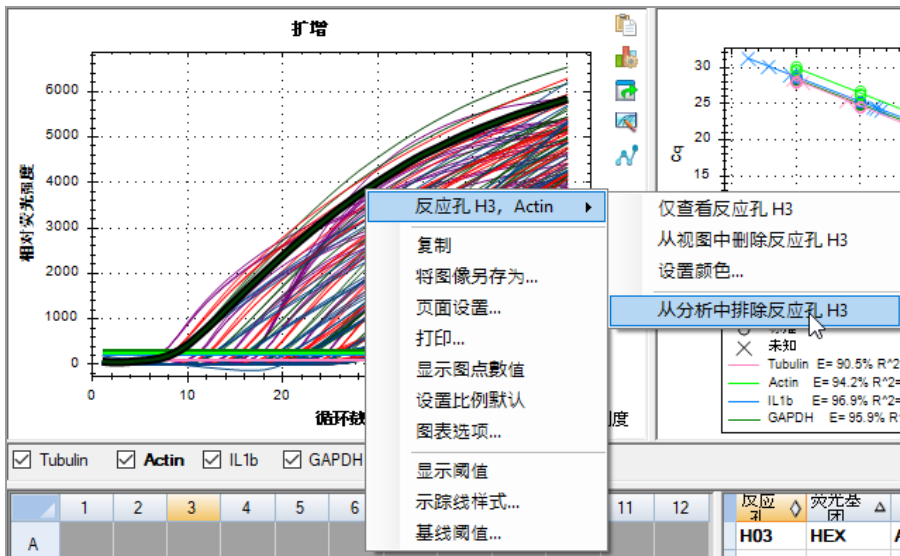 扩增
相对荧光强度
6000
5000
4000
3000
2000
1000
0
0
10
20
30
25
20
15
Cq
反应孔 H3，Actin
复制
将图像另存为...
页面设置...
打印...
显示图点數值
设置比例默认
图表选项...
显示阈值
示踪线样式...
基线阈值...
仅查看反应孔 H3
从视图中删除反应孔 H3
设置颜色...
从分析中排除反应孔 H3
未知
Tubulin E= 90.5% R^2
Actin E= 94.2% R^2=
IL1b E= 96.9% R^2=
GAPDH E= 95.9% R
循环数
度
Tubulin
Actin
IL1b
GAPDH
1 2 3 4 5 6 11 12
A
反应孔
荧光基团
H03 HEX